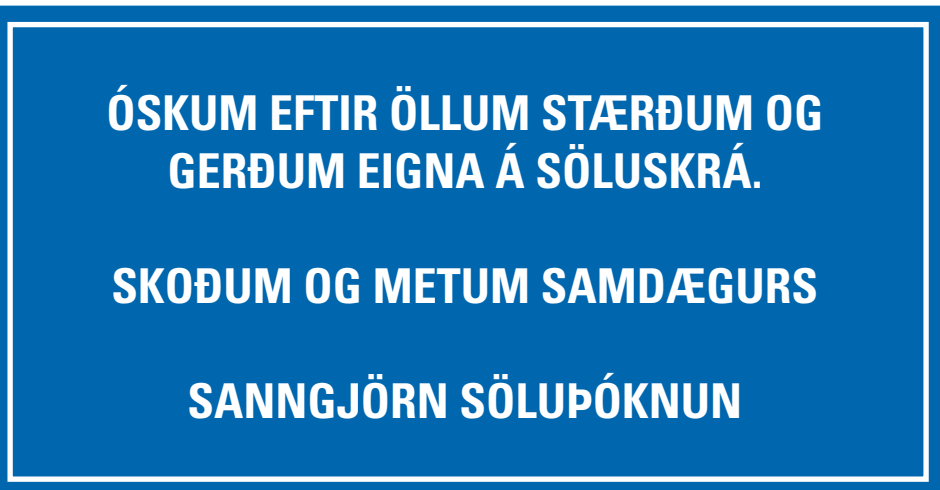 ÓSKUM EFTIR ÖLLUM STÆRÐUM OG
GERÐUM EIGNA Á SÖLUSKRÁ.
SKOÐUM OG METUM SAMDÆGURS
SANNGJÖRN SÖLUÞÓKNUN